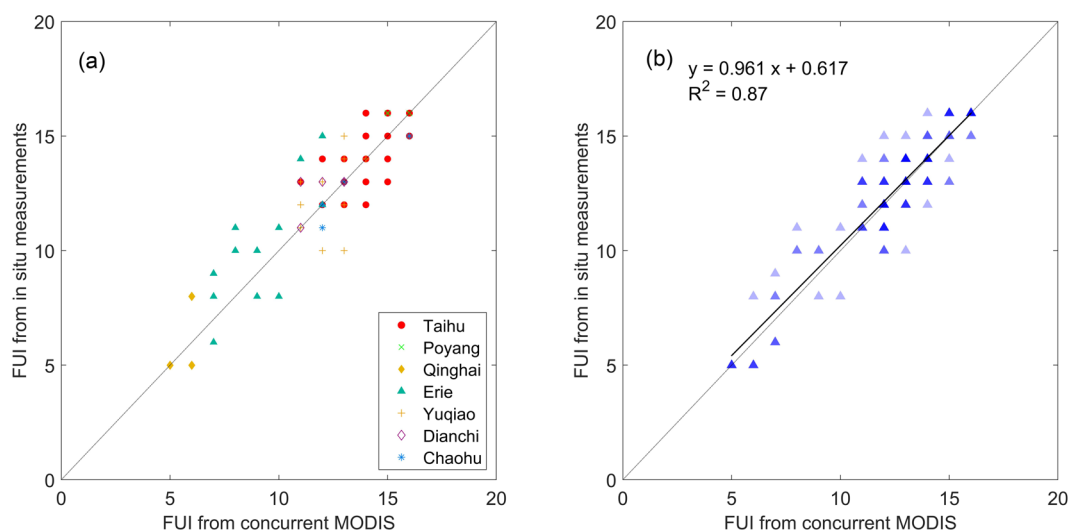 (a)
FUI from in situ measurements
20
15
10
5
0
0 5 10 15 20
FUI from concurrent MODIS
Taihu
Poyang
Qinghai
Erie
Yuqiao
Dianchi
Chaohu
(b)
y = 0.961 x + 0.617
R² = 0.87
FUI from in situ measurements
20
15
10
5
0
0 5 10 15 20
FUI from concurrent MODIS